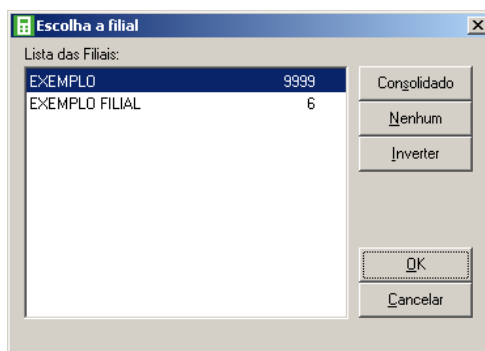 Escolha a filial
Lista das Filiais:
EXEMPLO 9999
EXEMPLO FILIAL 6
Consolidado
Nenhum
Inverter
OK
Cancelar